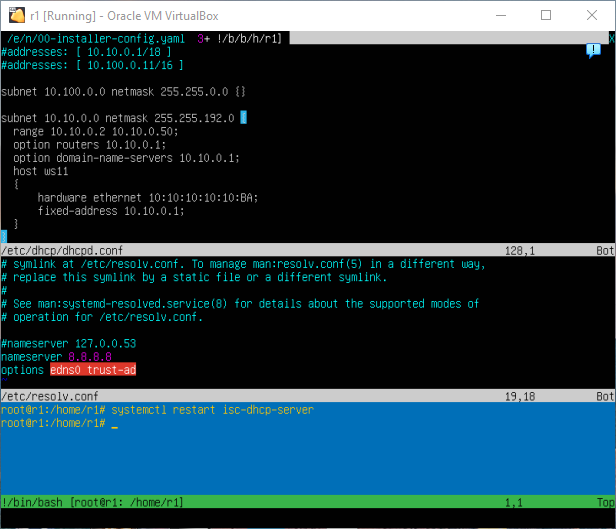 r1 [Running] - Oracle VM VirtualBox
/e/n/00-installer-config.yaml  3+ !/b/b/h/r1]  X
#addresses: [ 10.10.0.1/18 ]
#addresses: [ 10.100.0.11/16 ]
subnet 10.100.0.0 netmask 255.255.0.0 {}
subnet 10.10.0.0 netmask 255.255.192.0 {
  range 10.10.0.2 10.10.0.50;
  option routers 10.10.0.1;
  option domain-name-servers 10.10.0.1;
  host ws11
  {
      hardware ethernet 10:10:10:10:10:BA;
      fixed-address 10.10.0.1;
  }
}
/etc/dhcp/dhcpd.conf 128,1 Bot
# symlink at /etc/resolv.conf. To manage man:resolv.conf(5) in a different way,
# replace this symlink by a static file or a different symlink.
#
# See man:systemd-resolved.service(8) for details about the supported modes of
# operation for /etc/resolv.conf.
#nameserver 127.0.0.53
nameserver 8.8.8.8
options edns0 trust-ad
/etc/resolv.conf 19,18 Bot
root@r1:/home/r1# systemctl restart isc-dhcp-server
root@r1:/home/r1# _
!/bin/bash [root@r1: /home/r1] 1,1 Top